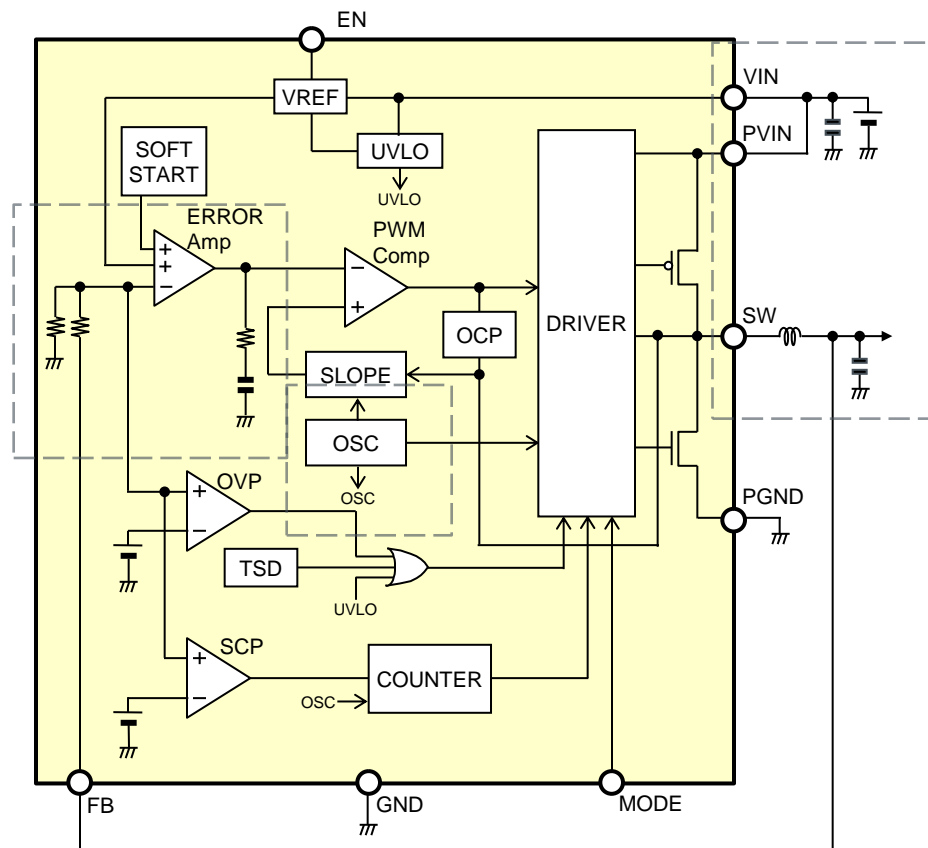 EN
VIN
VREF
PVIN
SOFT
START
UVLO
UVLO
ERROR
Amp
PWM
Comp
+
+
−
−
+
DRIVER
SW
OCP
SLOPE
OSC
OSC
OVP
+
−
PGND
TSD
UVLO
SCP
+
−
COUNTER
OSC
FB
GND
MODE